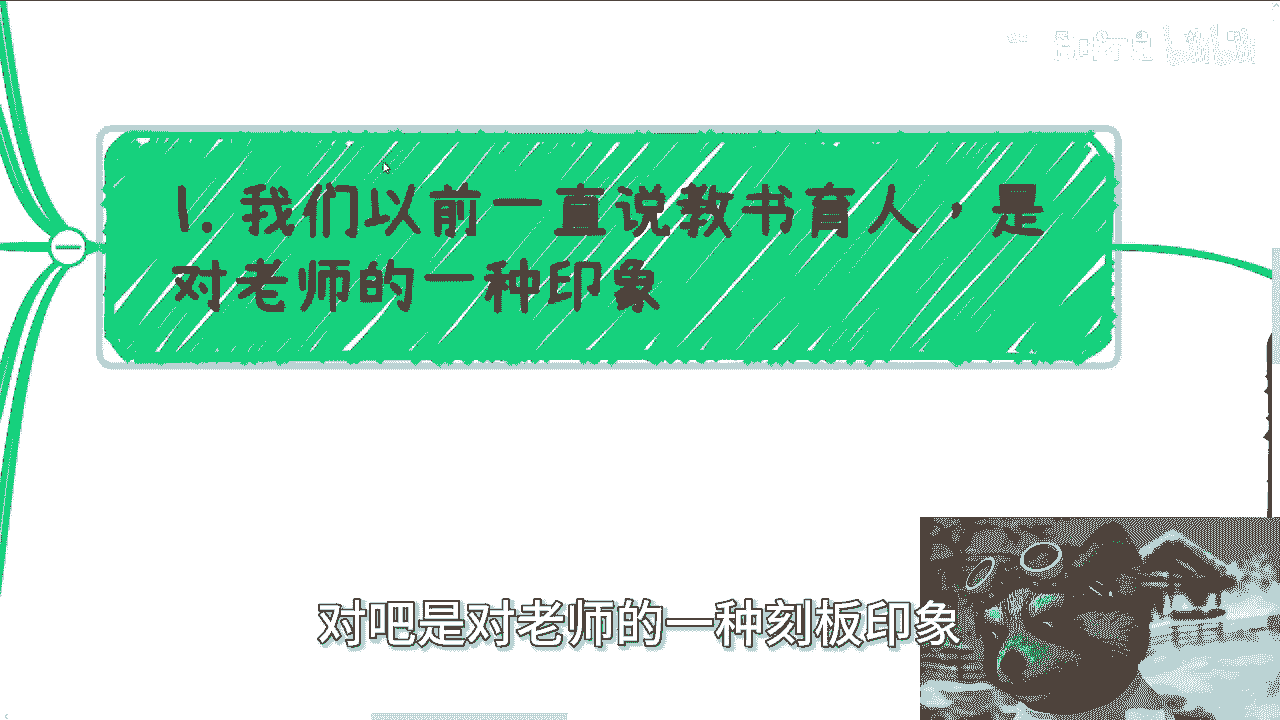 1. 我们以前一直说教书育人，是
对老师的一种印象
对吧是对老师的一种刻板印象